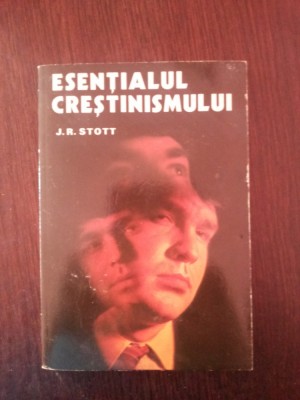 ESENȚIALUL
CREȘTINISMULUI
J. R. STOTT